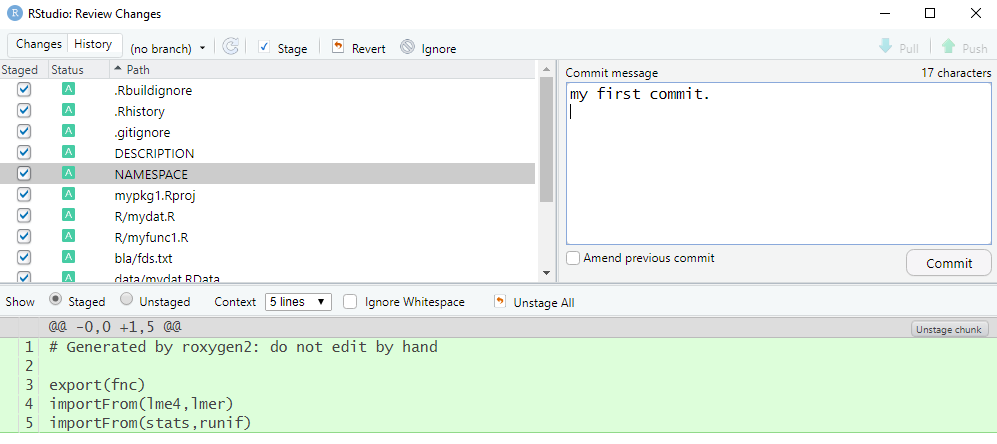 R RStudio: Review Changes
Changes History (no branch) Stage Revert Ignore Pull Push
Staged Status Path
A .Rbuildignore
A .Rhistory
A .gitignore
A DESCRIPTION
A NAMESPACE
A mypkg1.Rproj
A R/mydat.R
A R/myfunc1.R
A bla/fds.txt
data/mydat.RData
Commit message 17 characters
my first commit.
Amend previous commit
Commit
Show Staged Unstaged Context 5 lines Ignore Whitespace Unstage All
@@ -0,0 +1,5 @@ Unstage chunk
1 # Generated by roxygen2: do not edit by hand
2
3 export(fnc)
4 importFrom(lme4,lmer)
5 importFrom(stats,runif)